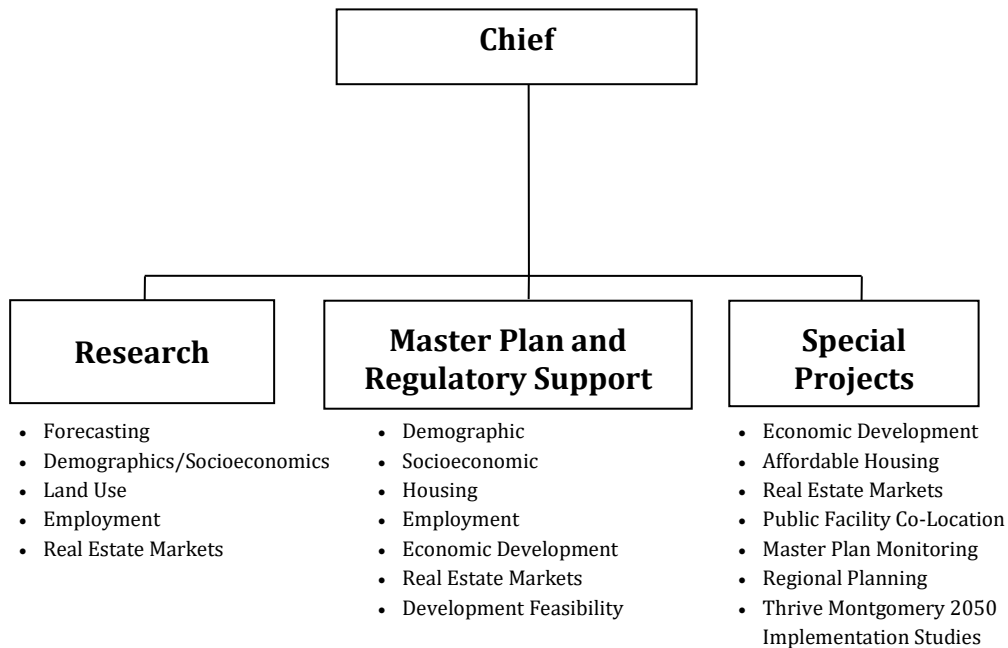 Chief
Research
Master Plan and
Regulatory Support
Special
Projects
• Forecasting
• Demographics/Socioeconomics
• Land Use
• Employment
• Real Estate Markets
• Demographic
• Socioeconomic
• Housing
• Employment
• Economic Development
• Real Estate Markets
• Development Feasibility
• Economic Development
• Affordable Housing
• Real Estate Markets
• Public Facility Co-Location
• Master Plan Monitoring
• Regional Planning
• Thrive Montgomery 2050
Implementation Studies